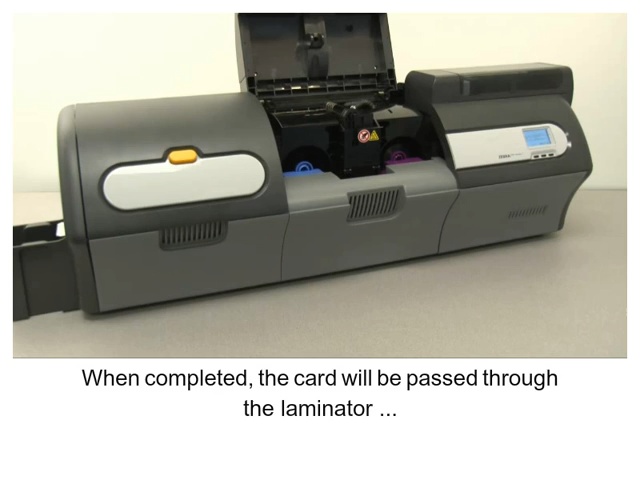 When completed, the card will be passed through
the laminator ...